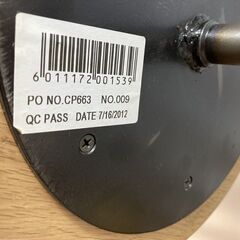 6 011172 001539
PO NO.CP663 NO.009
QC PASS DATE 7/16/2012